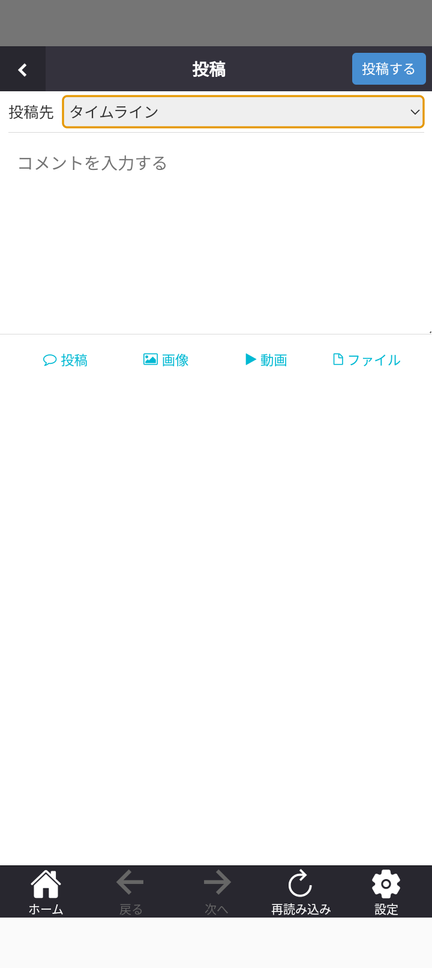 投稿
投稿する
投稿先 タイムライン
コメントを入力する
投稿 画像 動画 ファイル
ホーム 戻る 次へ 再読み込み 設定